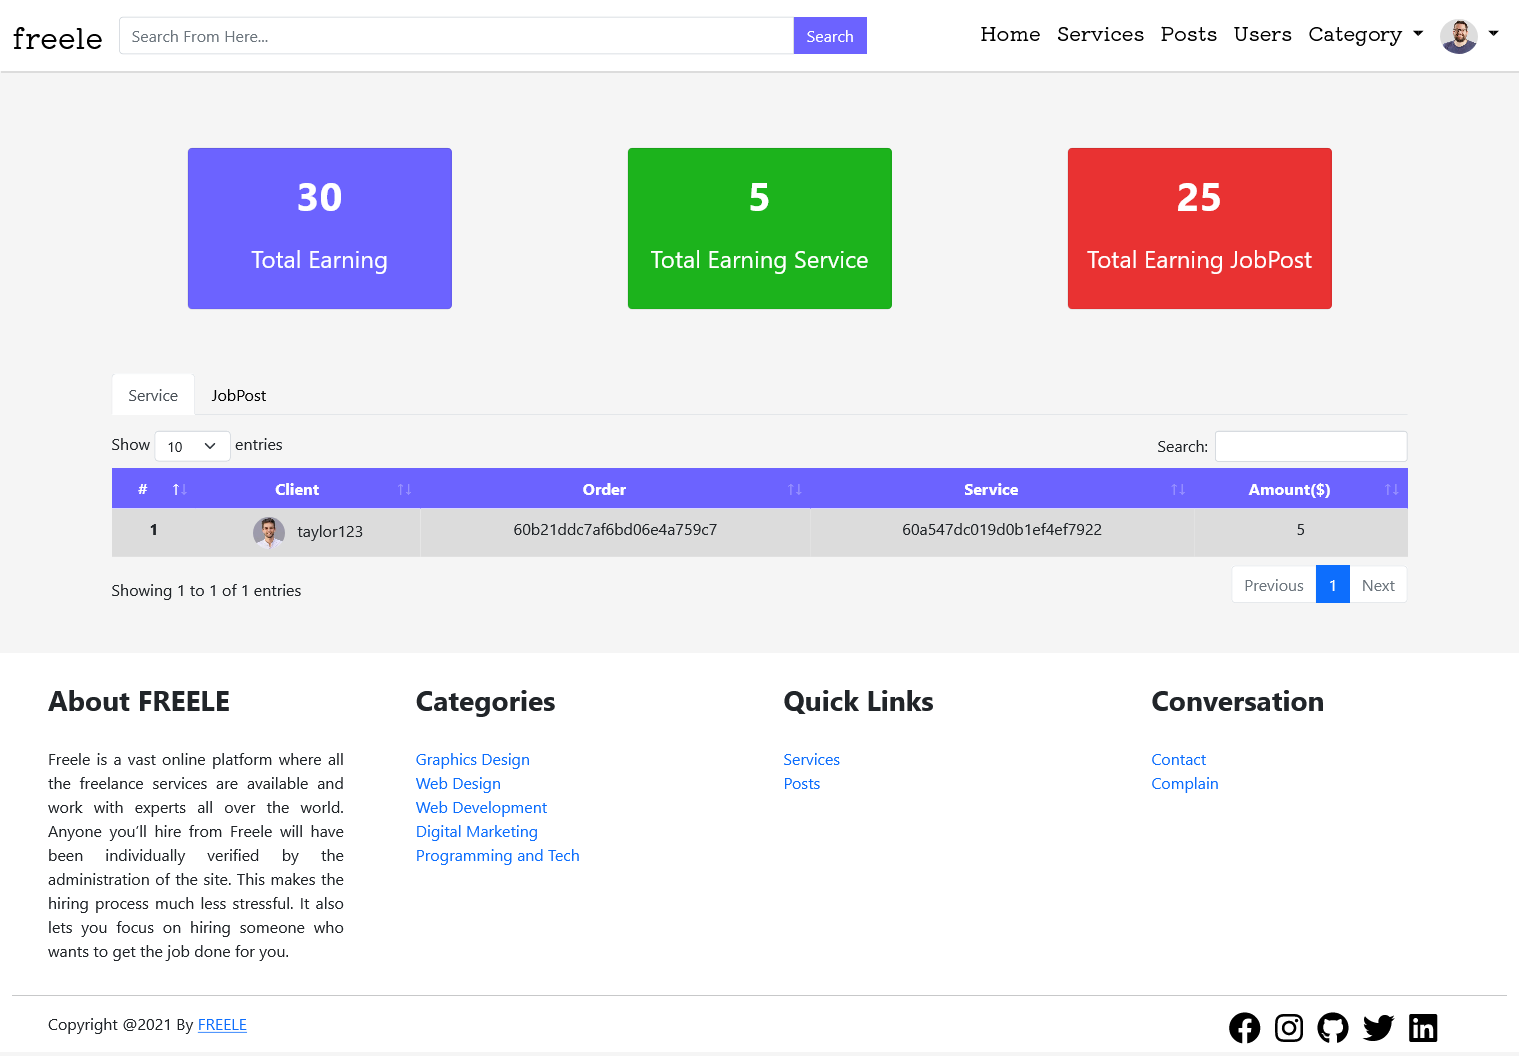 freele
Search From Here...
Search
Home Services Posts Users Category
30
Total Earning
5
Total Earning Service
25
Total Earning JobPost
Service JobPost
Show 10 entries
Search:
# Client Order Service Amount($)
1 taylor123 60b21ddc7af6bd06e4a759c7 60a547dc019d0b1ef4ef7922 5
Showing 1 to 1 of 1 entries
Previous 1 Next
About FREELE
Freele is a vast online platform where all
the freelance services are available and
work with experts all over the world.
Anyone you’ll hire from Freele will have
been individually verified by the
administration of the site. This makes the
hiring process much less stressful. It also
lets you focus on hiring someone who
wants to get the job done for you.
Categories
Graphics Design
Web Design
Web Development
Digital Marketing
Programming and Tech
Quick Links
Services
Posts
Conversation
Contact
Complain
Copyright @2021 By FREELE